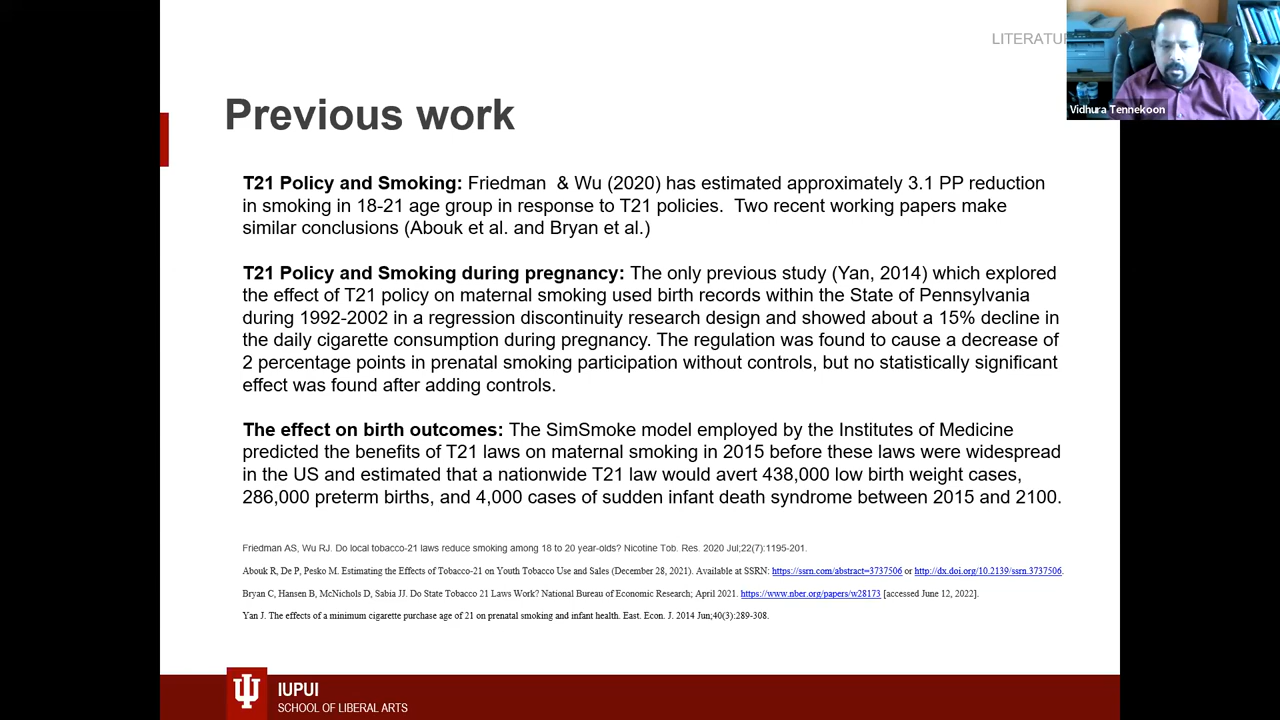 LITERATU
Vidhura Tennekoon
Previous work
T21 Policy and Smoking: Friedman & Wu (2020) has estimated approximately 3.1 PP reduction
in smoking in 18-21 age group in response to T21 policies. Two recent working papers make
similar conclusions (Abouk et al. and Bryan et al.)
T21 Policy and Smoking during pregnancy: The only previous study (Yan, 2014) which explored
the effect of T21 policy on maternal smoking used birth records within the State of Pennsylvania
during 1992-2002 in a regression discontinuity research design and showed about a 15% decline in
the daily cigarette consumption during pregnancy. The regulation was found to cause a decrease of
2 percentage points in prenatal smoking participation without controls, but no statistically significant
effect was found after adding controls.
The effect on birth outcomes: The SimSmoke model employed by the Institutes of Medicine
predicted the benefits of T21 laws on maternal smoking in 2015 before these laws were widespread
in the US and estimated that a nationwide T21 law would avert 438,000 low birth weight cases,
286,000 preterm births, and 4,000 cases of sudden infant death syndrome between 2015 and 2100.
Friedman AS, Wu RJ. Do local tobacco-21 laws reduce smoking among 18 to 20 year-olds? Nicotine Tob. Res. 2020 Jul;22(7):1195-201.
Abouk R, De P, Pesko M. Estimating the Effects of Tobacco-21 on Youth Tobacco Use and Sales (December 28, 2021). Available at SSRN: https://ssrn.com/abstract=3737506 or http://dx.doi.org/10.2139/ssrn.3737506.
Bryan C, Hansen B, McNichols D, Sabia JJ. Do State Tobacco 21 Laws Work? National Bureau of Economic Research; April 2021. https://www.nber.org/papers/w28173 [accessed June 12, 2022].
Yan J. The effects of a minimum cigarette purchase age of 21 on prenatal smoking and infant health. East. Econ. J. 2014 Jun;40(3):289-308.
IUPUI
SCHOOL OF LIBERAL ARTS